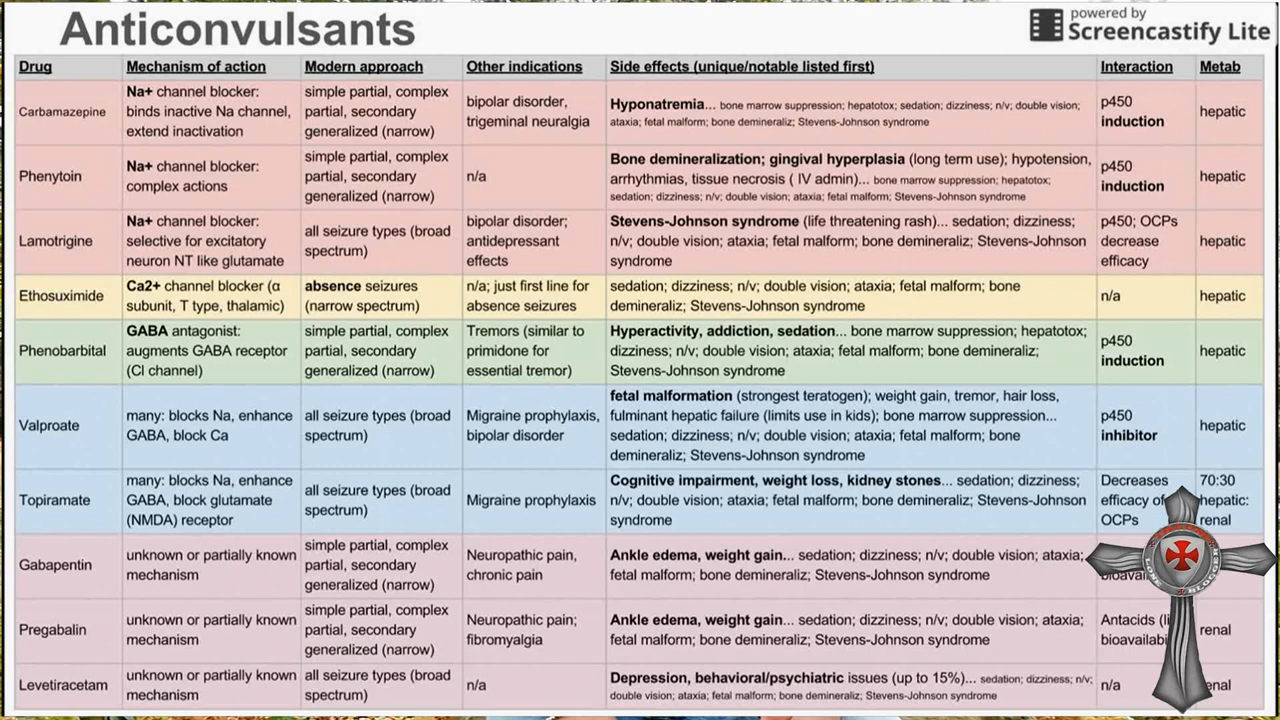 Anticonvulsants
powered by
Screencastify Lite
Drug Mechanism of action Modern approach Other indications Side effects (unique/notable listed first) Interaction Metab
Carbamazepine
Na+ channel blocker:
binds inactive Na channel,
extend inactivation
simple partial, complex
partial, secondary
generalized (narrow)
bipolar disorder,
trigeminal neuralgia
Hyponatremia... bone marrow suppression; hepatotox; sedation; dizziness; n/v; double vision;
ataxia; fetal malform; bone demineraliz; Stevens-Johnson syndrome
p450
induction
hepatic
Phenytoin
Na+ channel blocker:
complex actions
simple partial, complex
partial, secondary
generalized (narrow)
n/a
Bone demineralization; gingival hyperplasia (long term use); hypotension,
arrhythmias, tissue necrosis ( IV admin)... bone marrow suppression; hepatotox;
sedation; dizziness; n/v; double vision; ataxia; fetal malform; Stevens-Johnson syndrome
p450
induction
hepatic
Lamotrigine
Na+ channel blocker:
selective for excitatory
neuron NT like glutamate
all seizure types (broad
spectrum)
bipolar disorder;
antidepressant
effects
Stevens-Johnson syndrome (life threatening rash)... sedation; dizziness;
n/v; double vision; ataxia; fetal malform; bone demineraliz; Stevens-Johnson
syndrome
p450; OCPs
decrease
efficacy
hepatic
Ethosuximide
Ca2+ channel blocker (α
subunit, T type, thalamic)
absence seizures
(narrow spectrum)
n/a; just first line for
absence seizures
sedation; dizziness; n/v; double vision; ataxia; fetal malform; bone
demineraliz; Stevens-Johnson syndrome
n/a
hepatic
Phenobarbital
GABA antagonist:
augments GABA receptor
(Cl channel)
simple partial, complex
partial, secondary
generalized (narrow)
Tremors (similar to
primidone for
essential tremor)
Hyperactivity, addiction, sedation... bone marrow suppression; hepatotox;
dizziness; n/v; double vision; ataxia; fetal malform; bone demineraliz;
Stevens-Johnson syndrome
p450
induction
hepatic
Valproate
many: blocks Na, enhance
GABA, block Ca
all seizure types (broad
spectrum)
Migraine prophylaxis,
bipolar disorder
fetal malformation (strongest teratogen); weight gain, tremor, hair loss,
fulminant hepatic failure (limits use in kids); bone marrow suppression...
sedation; dizziness; n/v; double vision; ataxia; fetal malform; bone
demineraliz; Stevens-Johnson syndrome
p450
inhibitor
hepatic
Topiramate
many: blocks Na, enhance
GABA, block glutamate
(NMDA) receptor
all seizure types (broad
spectrum)
Migraine prophylaxis
Cognitive impairment, weight loss, kidney stones... sedation; dizziness;
n/v; double vision; ataxia; fetal malform; bone demineraliz; Stevens-Johnson
syndrome
Decreases
efficacy of
OCPs
70:30
hepatic:
renal
Gabapentin
unknown or partially known
mechanism
simple partial, complex
partial, secondary
generalized (narrow)
Neuropathic pain,
chronic pain
Ankle edema, weight gain... sedation; dizziness; n/v; double vision; ataxia;
fetal malform; bone demineraliz; Stevens-Johnson syndrome
Pregabalin
unknown or partially known
mechanism
simple partial, complex
partial, secondary
generalized (narrow)
Neuropathic pain;
fibromyalgia
Ankle edema, weight gain... sedation; dizziness; n/v; double vision; ataxia;
fetal malform; bone demineraliz; Stevens-Johnson syndrome
Antacids
renal
Levetiracetam
unknown or partially known
mechanism
all seizure types (broad
spectrum)
n/a
Depression, behavioral/psychiatric issues (up to 15%)... sedation; dizziness; n/v;
double vision; ataxia; fetal malform; bone demineraliz; Stevens-Johnson syndrome
n/a